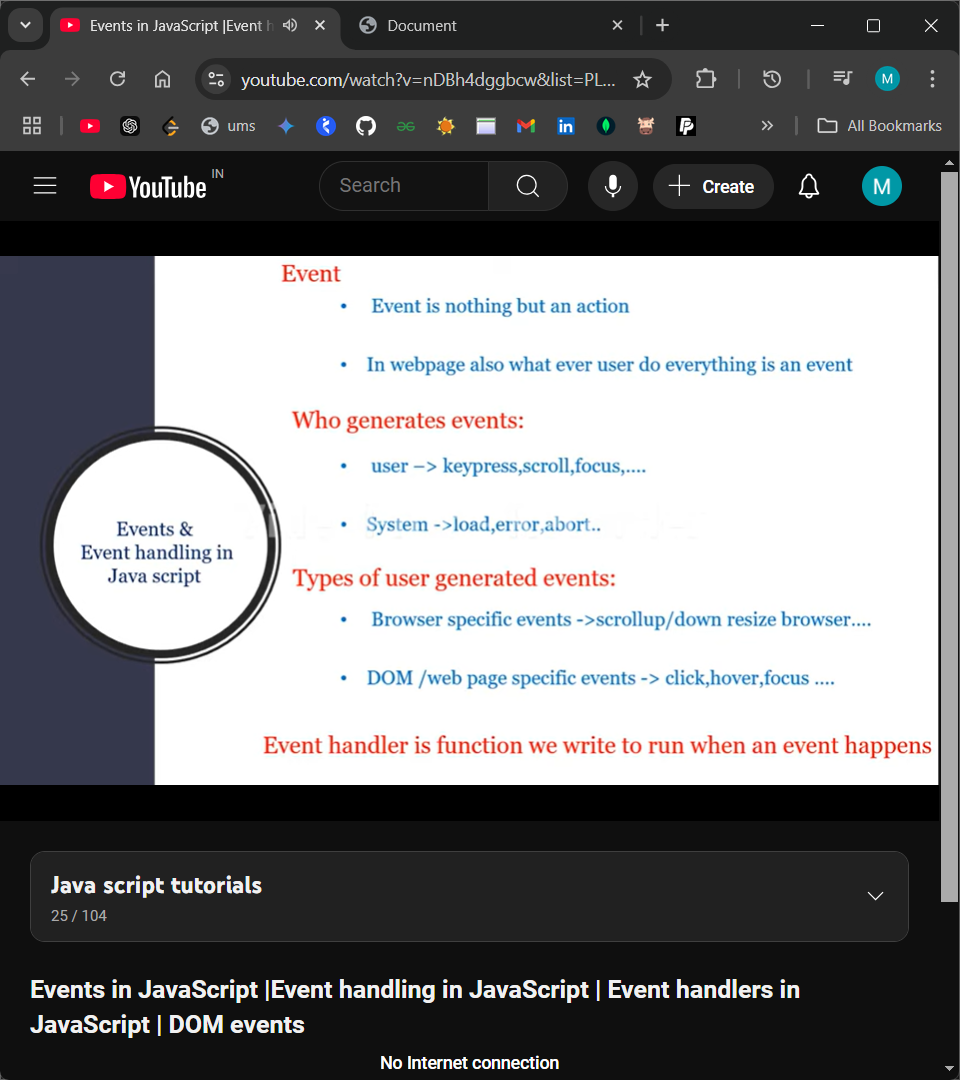 Events in JavaScript |Event h
Document
youtube.com/watch?v=nDBh4dggbcw&list=PL...
M
ums
All Bookmarks
YouTube IN
Search
Create
M
Event
• Event is nothing but an action
• In webpage also what ever user do everything is an event
Who generates events:
• user –> keypress,scroll,focus,....
• System ->load,error,abort..
Events &
Event handling in
Java script
Types of user generated events:
• Browser specific events ->scrollup/down resize browser....
• DOM /web page specific events -> click,hover,focus ....
Event handler is function we write to run when an event happens
Java script tutorials
25 / 104
Events in JavaScript |Event handling in JavaScript | Event handlers in
JavaScript | DOM events
No Internet connection